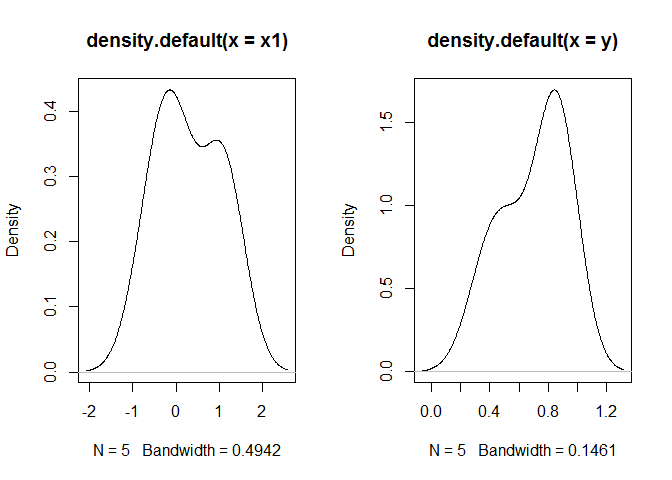 density.default(x = x1)
Density
0.0 0.1 0.2 0.3 0.4
-2 -1 0 1 2
N = 5 Bandwidth = 0.4942
density.default(x = y)
Density
0.0 0.5 1.0 1.5
0.0 0.4 0.8 1.2
N = 5 Bandwidth = 0.1461